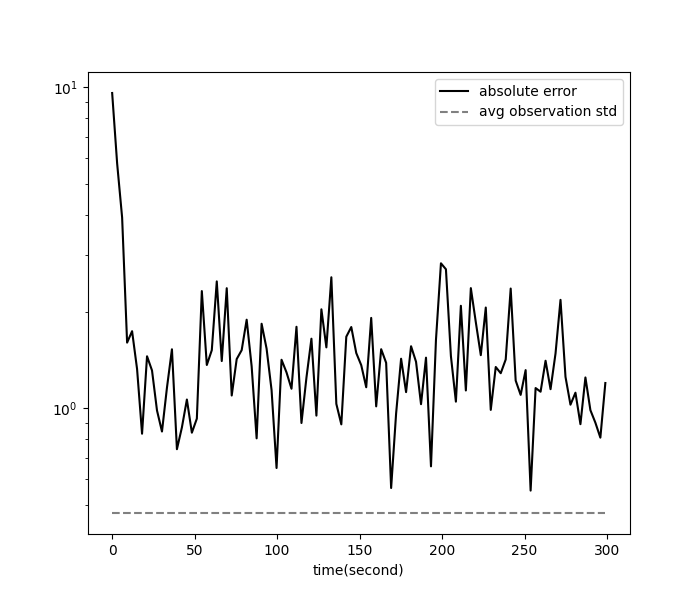 absolute error
avg observation std
10¹
10⁰
0 50 100 150 200 250 300
time(second)